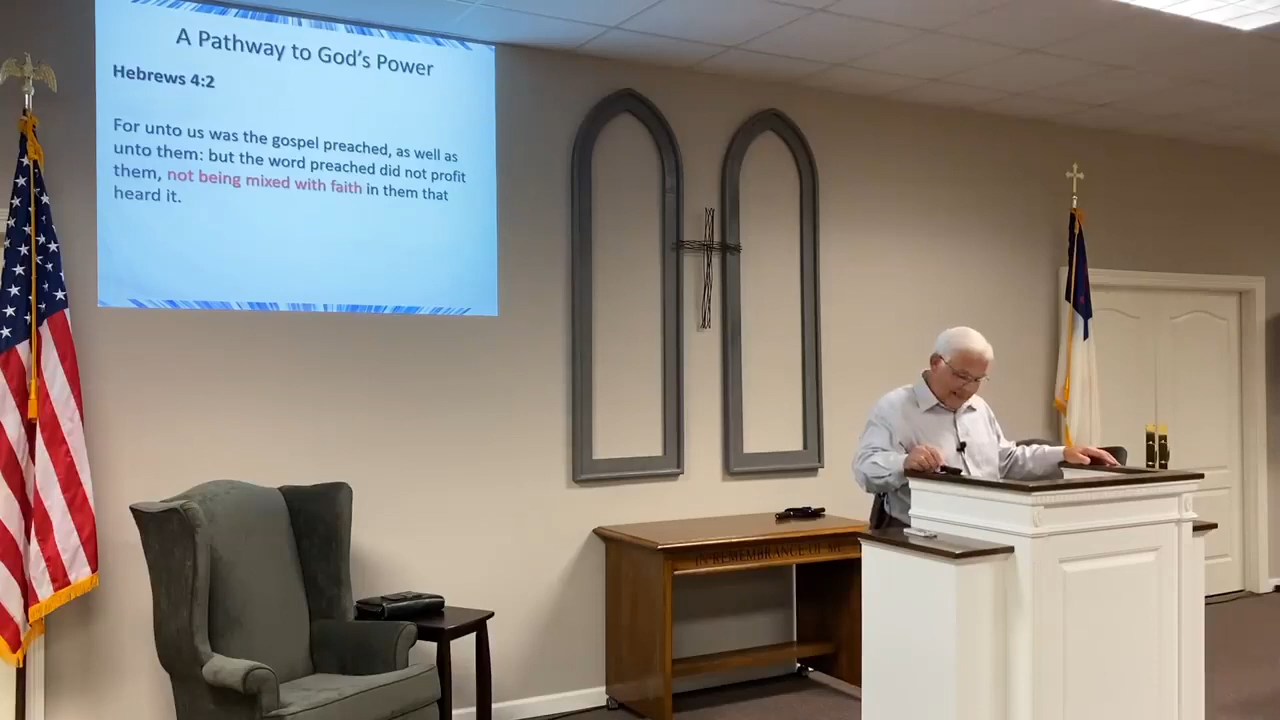 A Pathway to God's Power
Hebrews 4:2
For unto us was the gospel preached, as well as
unto them: but the word preached did not profit
them, not being mixed with faith in them that
heard it.
IN REMEMBRANCE OF ME